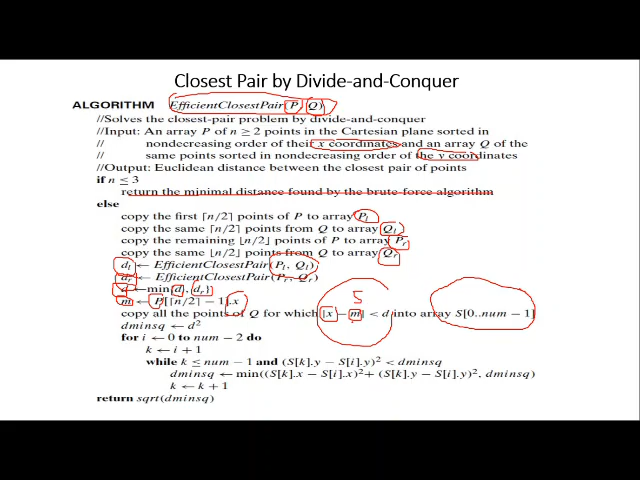 Closest Pair by Divide-and-Conquer
ALGORITHM EfficientClosestPair(P, Q)
//Solves the closest-pair problem by divide-and-conquer
//Input: An array P of n ≥ 2 points in the Cartesian plane sorted in
// nondecreasing order of their x coordinates and an array Q of the
// same points sorted in nondecreasing order of the y coordinates
//Output: Euclidean distance between the closest pair of points
if n ≤ 3
return the minimal distance found by the brute-force algorithm
else
copy the first ⌈n/2⌉ points of P to array Pl
copy the same ⌈n/2⌉ points from Q to array Ql
copy the remaining ⌊n/2⌋ points of P to array Pr
copy the same ⌊n/2⌋ points from Q to array Qr
dl ← EfficientClosestPair(Pl, Ql)
dr ← EfficientClosestPair(Pr, Qr)
d ← min{dl, dr}
m ← P[⌈n/2⌉ − 1].x
5
copy all the points of Q for which |x − m| < d into array S[0..num − 1]
dminsq ← d²
for i ← 0 to num − 2 do
k ← i + 1
while k ≤ num − 1 and (S[k].y − S[i].y)² < dminsq
dminsq ← min((S[k].x − S[i].x)² + (S[k].y − S[i].y)², dminsq)
k ← k + 1
return sqrt(dminsq)